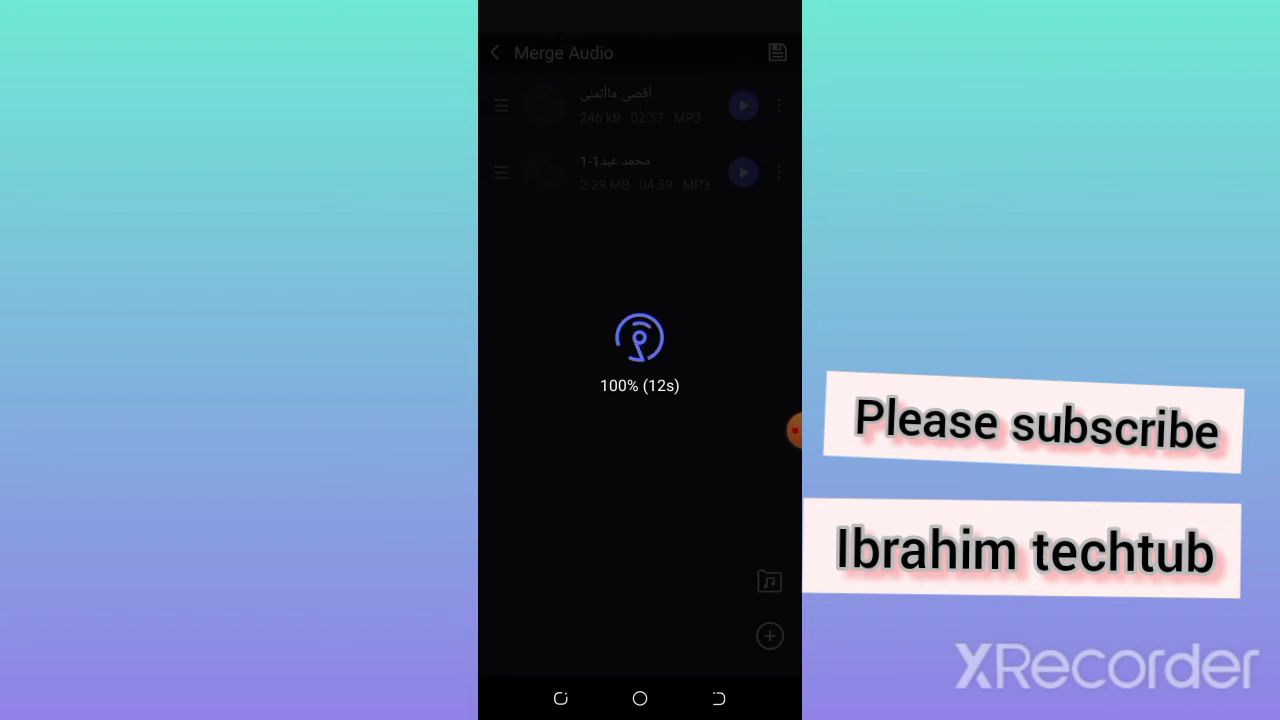 Merge Audio
أقصى ماأتمنى
246 kB 02:57 MP3
محمد عيد1-1
2.39 MB 04:59 MP3
100% (12s)
Please subscribe
Ibrahim techtub
XRecorder